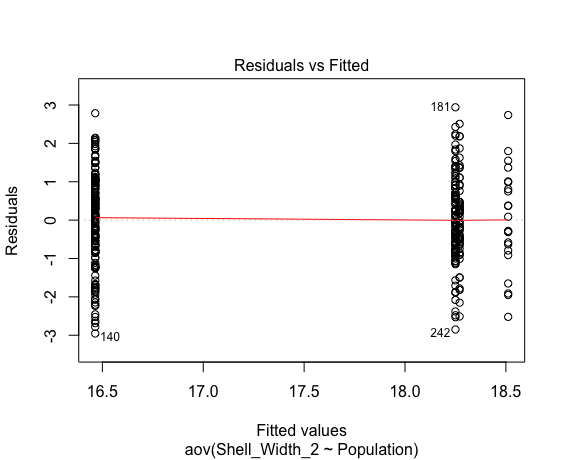 Residuals vs Fitted
Residuals
3
2
1
0
-1
-2
-3
181
140
242
16.5 17.0 17.5 18.0 18.5
Fitted values
aov(Shell_Width_2 ~ Population)